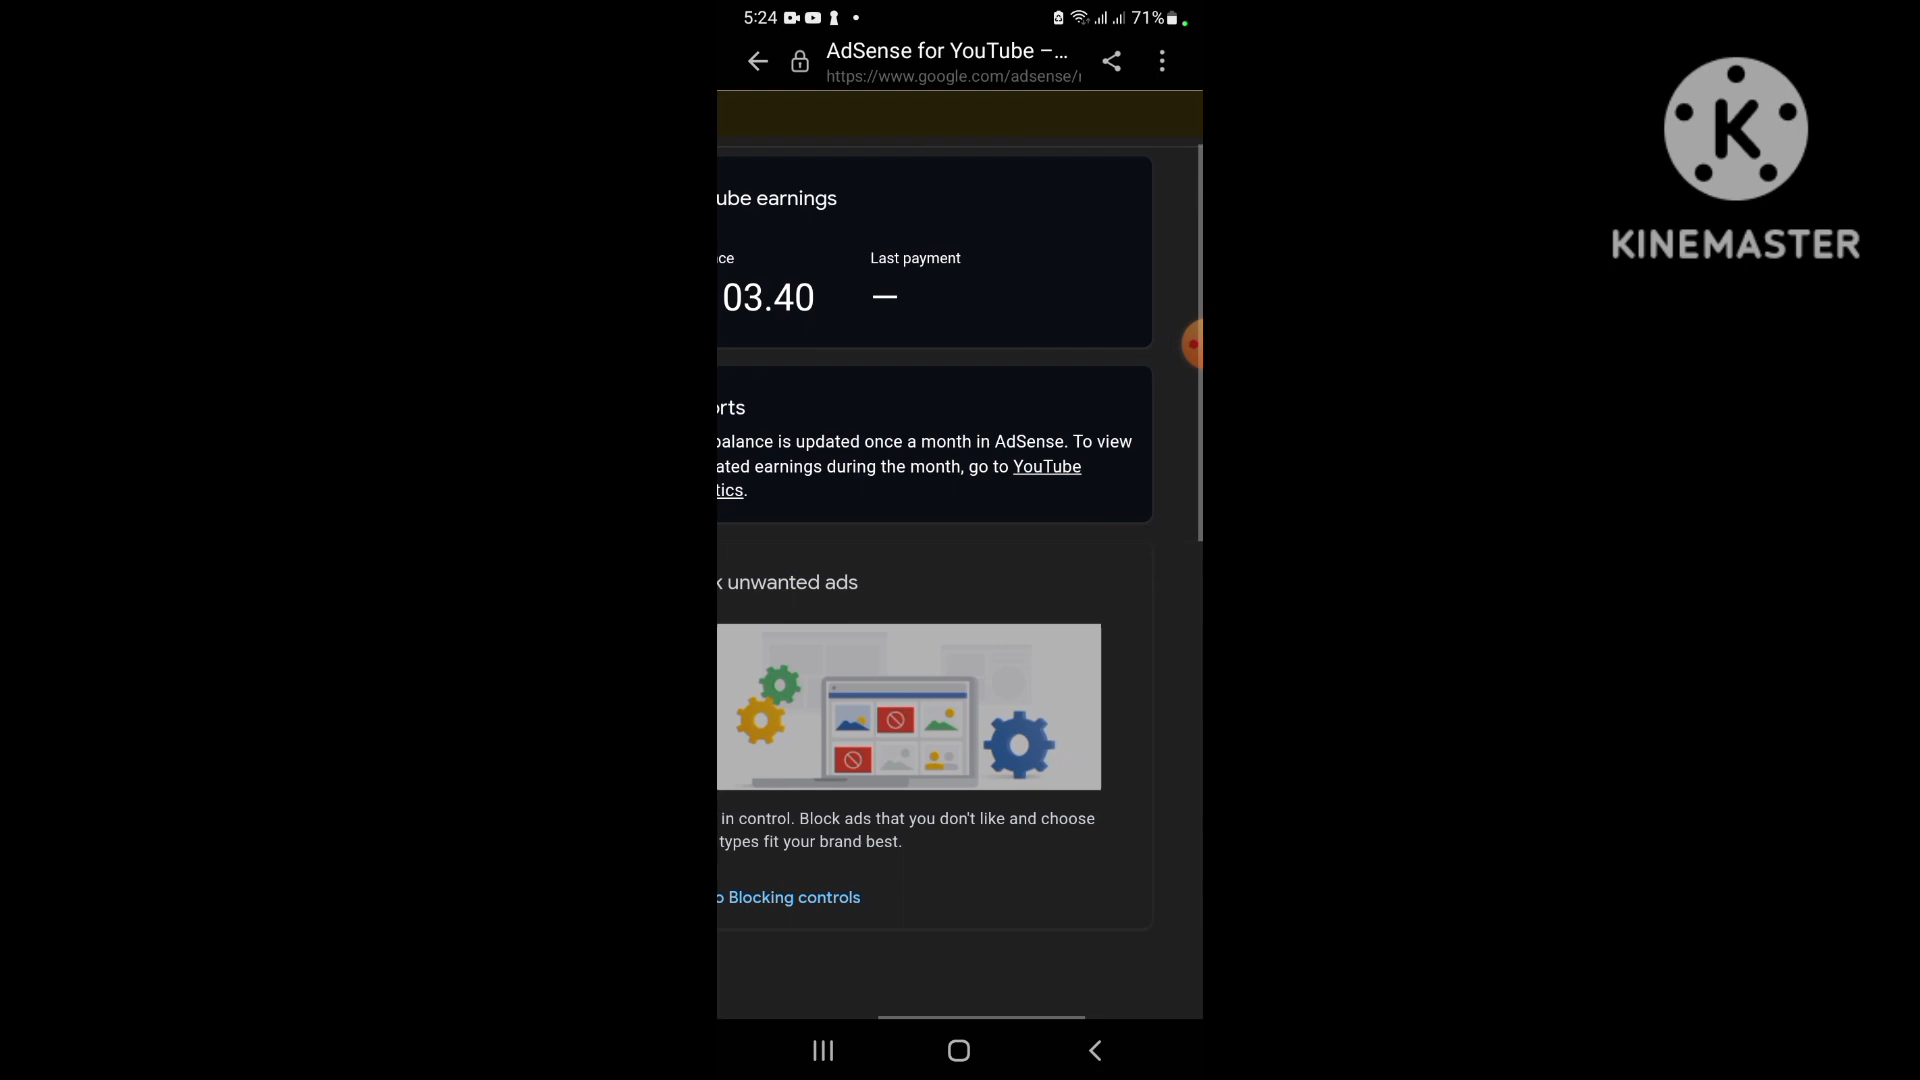 5:24
71%
AdSense for YouTube –...
https://www.google.com/adsense/
ube earnings
ce
Last payment
03.40
—
orts
balance is updated once a month in AdSense. To view
ated earnings during the month, go to YouTube
tics.
k unwanted ads
in control. Block ads that you don't like and choose
types fit your brand best.
o Blocking controls
K
KINEMASTER